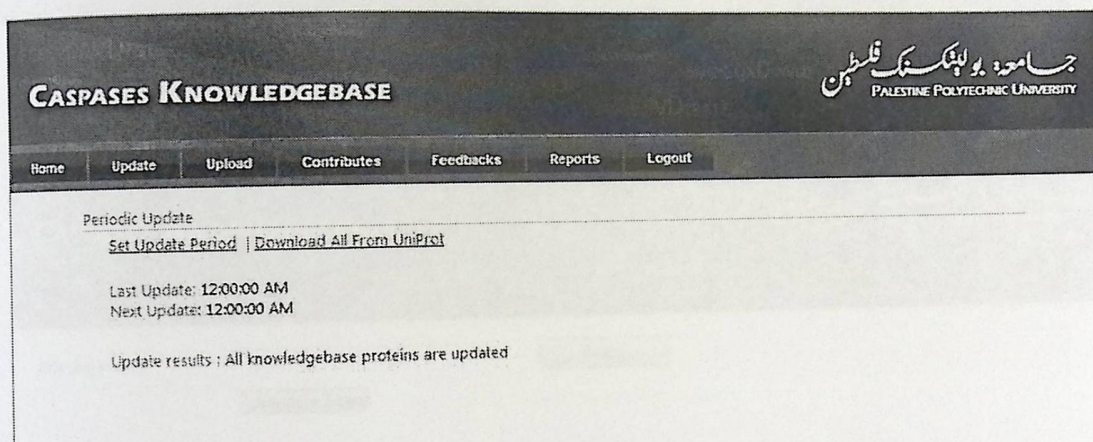 CASPASES KNOWLEDGEBASE
جامعة بوليتكنك فلسطين
PALESTINE POLYTECHNIC UNIVERSITY
Home Update Upload Contributes Feedbacks Reports Logout
Periodic Update
Set Update Period | Download All From UniProt
Last Update: 12:00:00 AM
Next Update: 12:00:00 AM
Update results : All knowledgebase proteins are updated